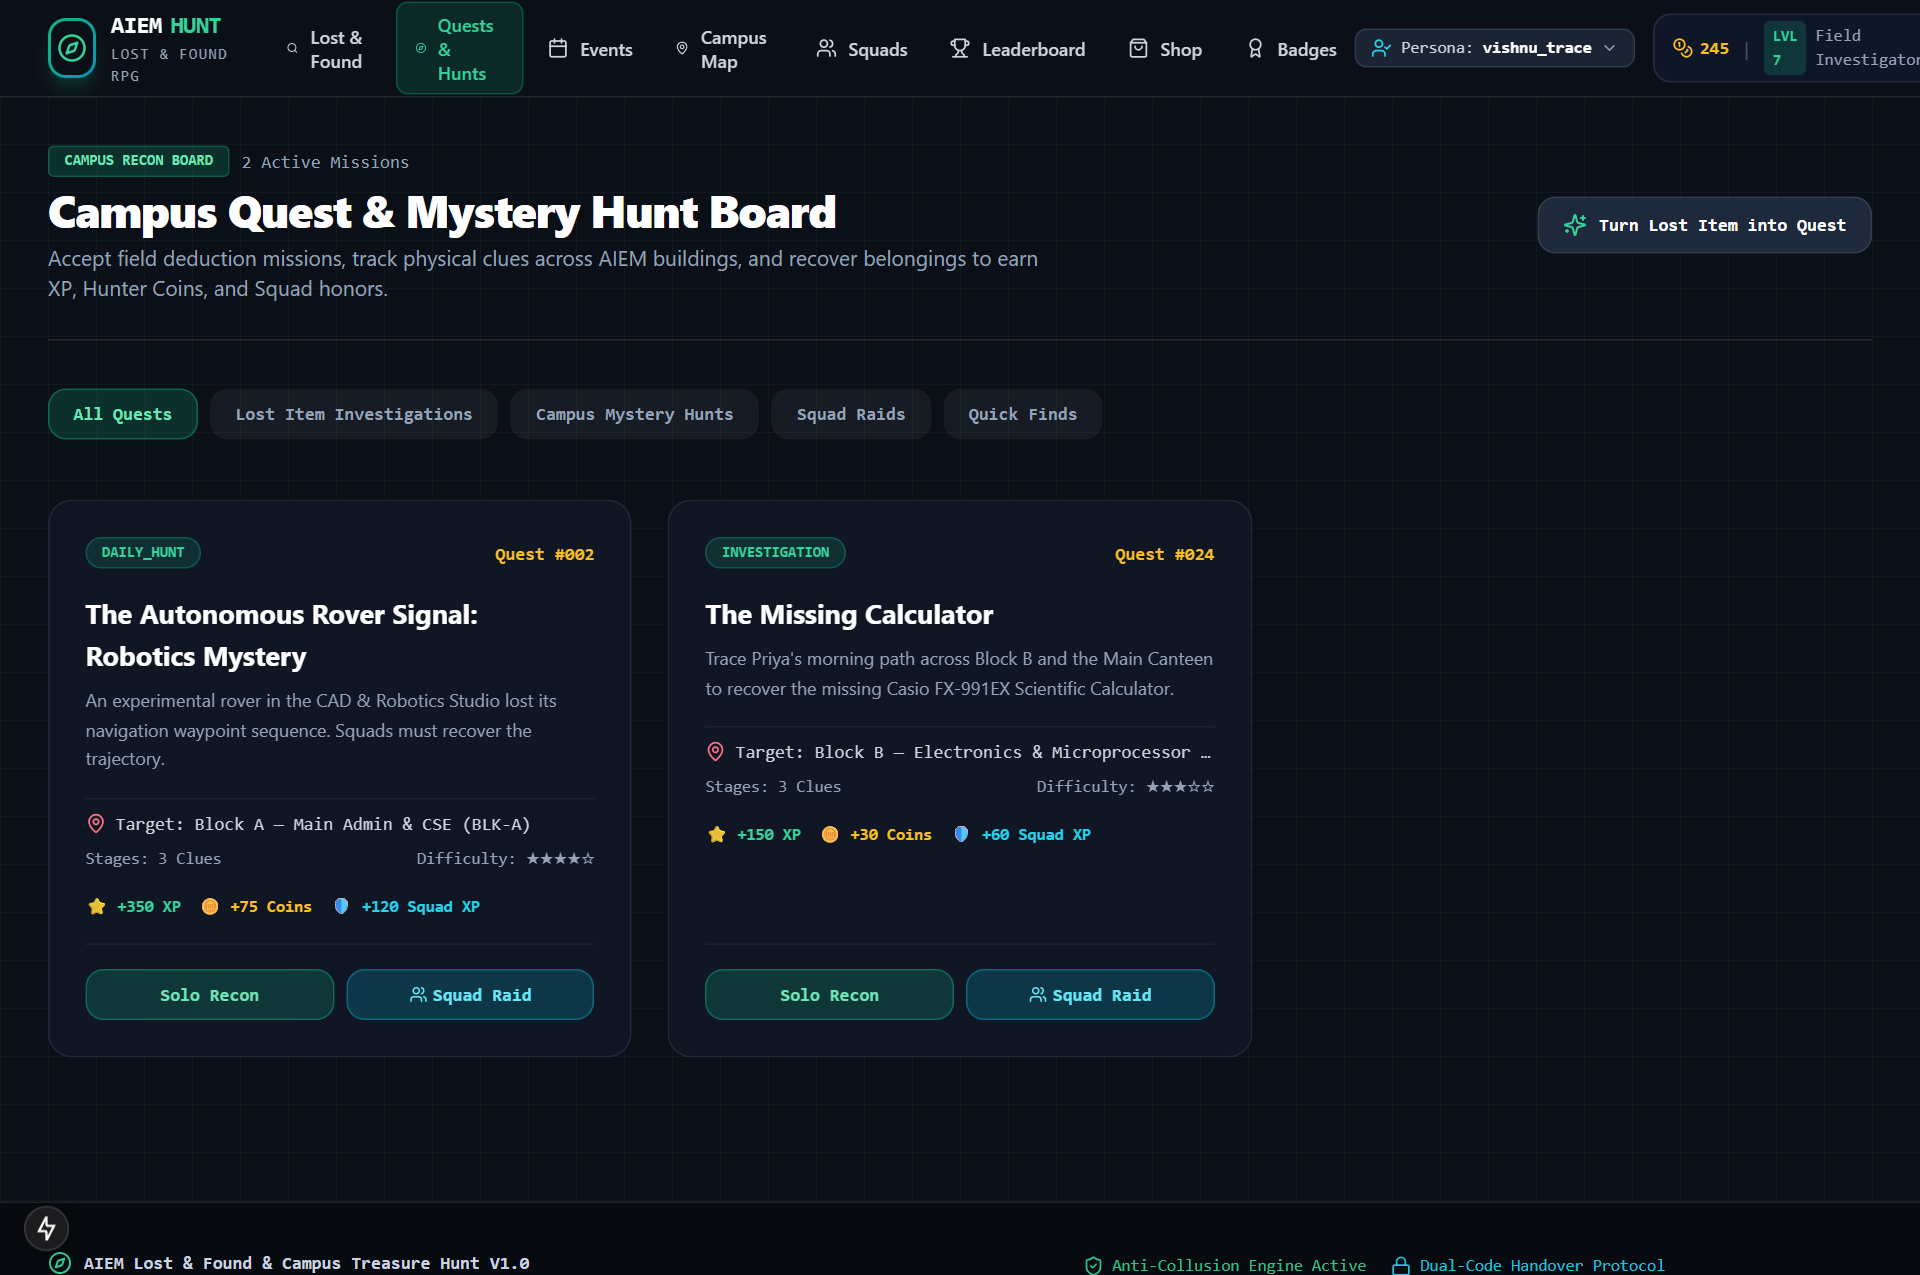 AIEM HUNT
LOST & FOUND
RPG
Lost &
Found
Quests
&
Hunts
Events
Campus
Map
Squads
Leaderboard
Shop
Badges
Persona: vishnu_trace
245
LVL
7
Field
Investigator
CAMPUS RECON BOARD
2 Active Missions
Campus Quest & Mystery Hunt Board
Accept field deduction missions, track physical clues across AIEM buildings, and recover belongings to earn
XP, Hunter Coins, and Squad honors.
Turn Lost Item into Quest
All Quests
Lost Item Investigations
Campus Mystery Hunts
Squad Raids
Quick Finds
DAILY_HUNT
Quest #002
The Autonomous Rover Signal:
Robotics Mystery
An experimental rover in the CAD & Robotics Studio lost its
navigation waypoint sequence. Squads must recover the
trajectory.
Target: Block A – Main Admin & CSE (BLK-A)
Stages: 3 Clues
Difficulty: ★★★★☆
+350 XP
+75 Coins
+120 Squad XP
Solo Recon
Squad Raid
INVESTIGATION
Quest #024
The Missing Calculator
Trace Priya's morning path across Block B and the Main Canteen
to recover the missing Casio FX-991EX Scientific Calculator.
Target: Block B – Electronics & Microprocessor …
Stages: 3 Clues
Difficulty: ★★★☆☆
+150 XP
+30 Coins
+60 Squad XP
Solo Recon
Squad Raid
AIEM Lost & Found & Campus Treasure Hunt V1.0
Anti-Collusion Engine Active
Dual-Code Handover Protocol